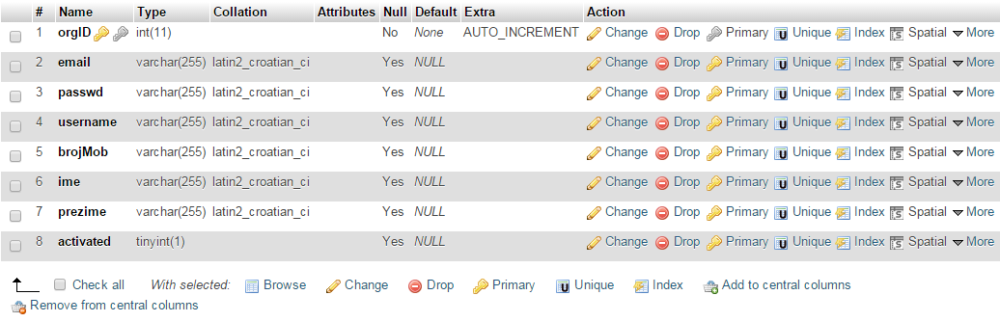 # Name Type Collation Attributes Null Default Extra Action
1 orgID int(11) No None AUTO_INCREMENT Change Drop Primary Unique Index Spatial More
2 email varchar(255) latin2_croatian_ci Yes NULL Change Drop Primary Unique Index Spatial More
3 passwd varchar(255) latin2_croatian_ci Yes NULL Change Drop Primary Unique Index Spatial More
4 username varchar(255) latin2_croatian_ci Yes NULL Change Drop Primary Unique Index Spatial More
5 brojMob varchar(255) latin2_croatian_ci Yes NULL Change Drop Primary Unique Index Spatial More
6 ime varchar(255) latin2_croatian_ci Yes NULL Change Drop Primary Unique Index Spatial More
7 prezime varchar(255) latin2_croatian_ci Yes NULL Change Drop Primary Unique Index Spatial More
8 activated tinyint(1) Yes NULL Change Drop Primary Unique Index Spatial More
Check all With selected: Browse Change Drop Primary Unique Index Add to central columns
Remove from central columns